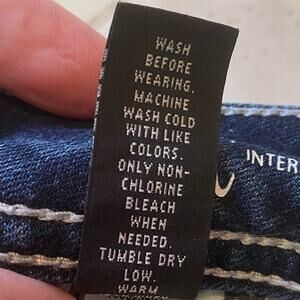 WASH
BEFORE
WEARING.
MACHINE
WASH COLD
WITH LIKE
COLORS.
ONLY NON-
CHLORINE
BLEACH
WHEN
NEEDED.
TUMBLE DRY
LOW.
WARM
INTER